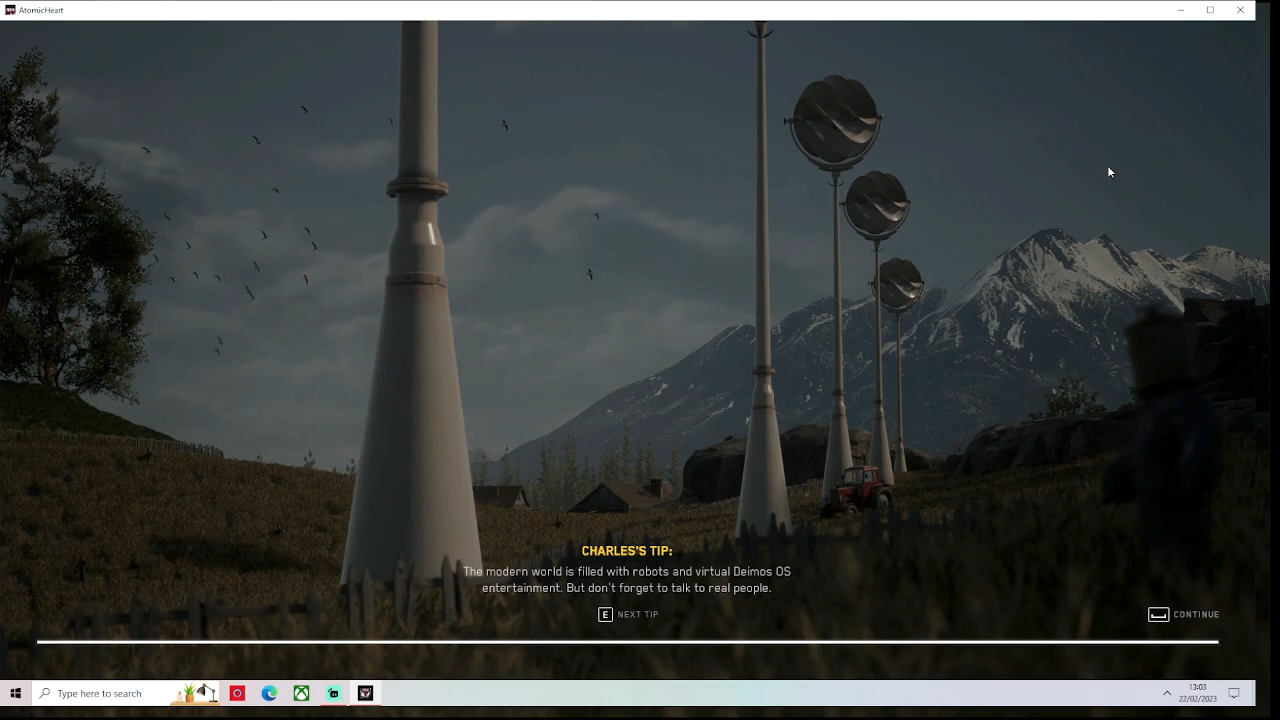 AtomicHeart
CHARLES'S TIP:
The modern world is filled with robots and virtual Deimos OS
entertainment. But don't forget to talk to real people.
E NEXT TIP
CONTINUE
Type here to search
13:03
22/02/2023